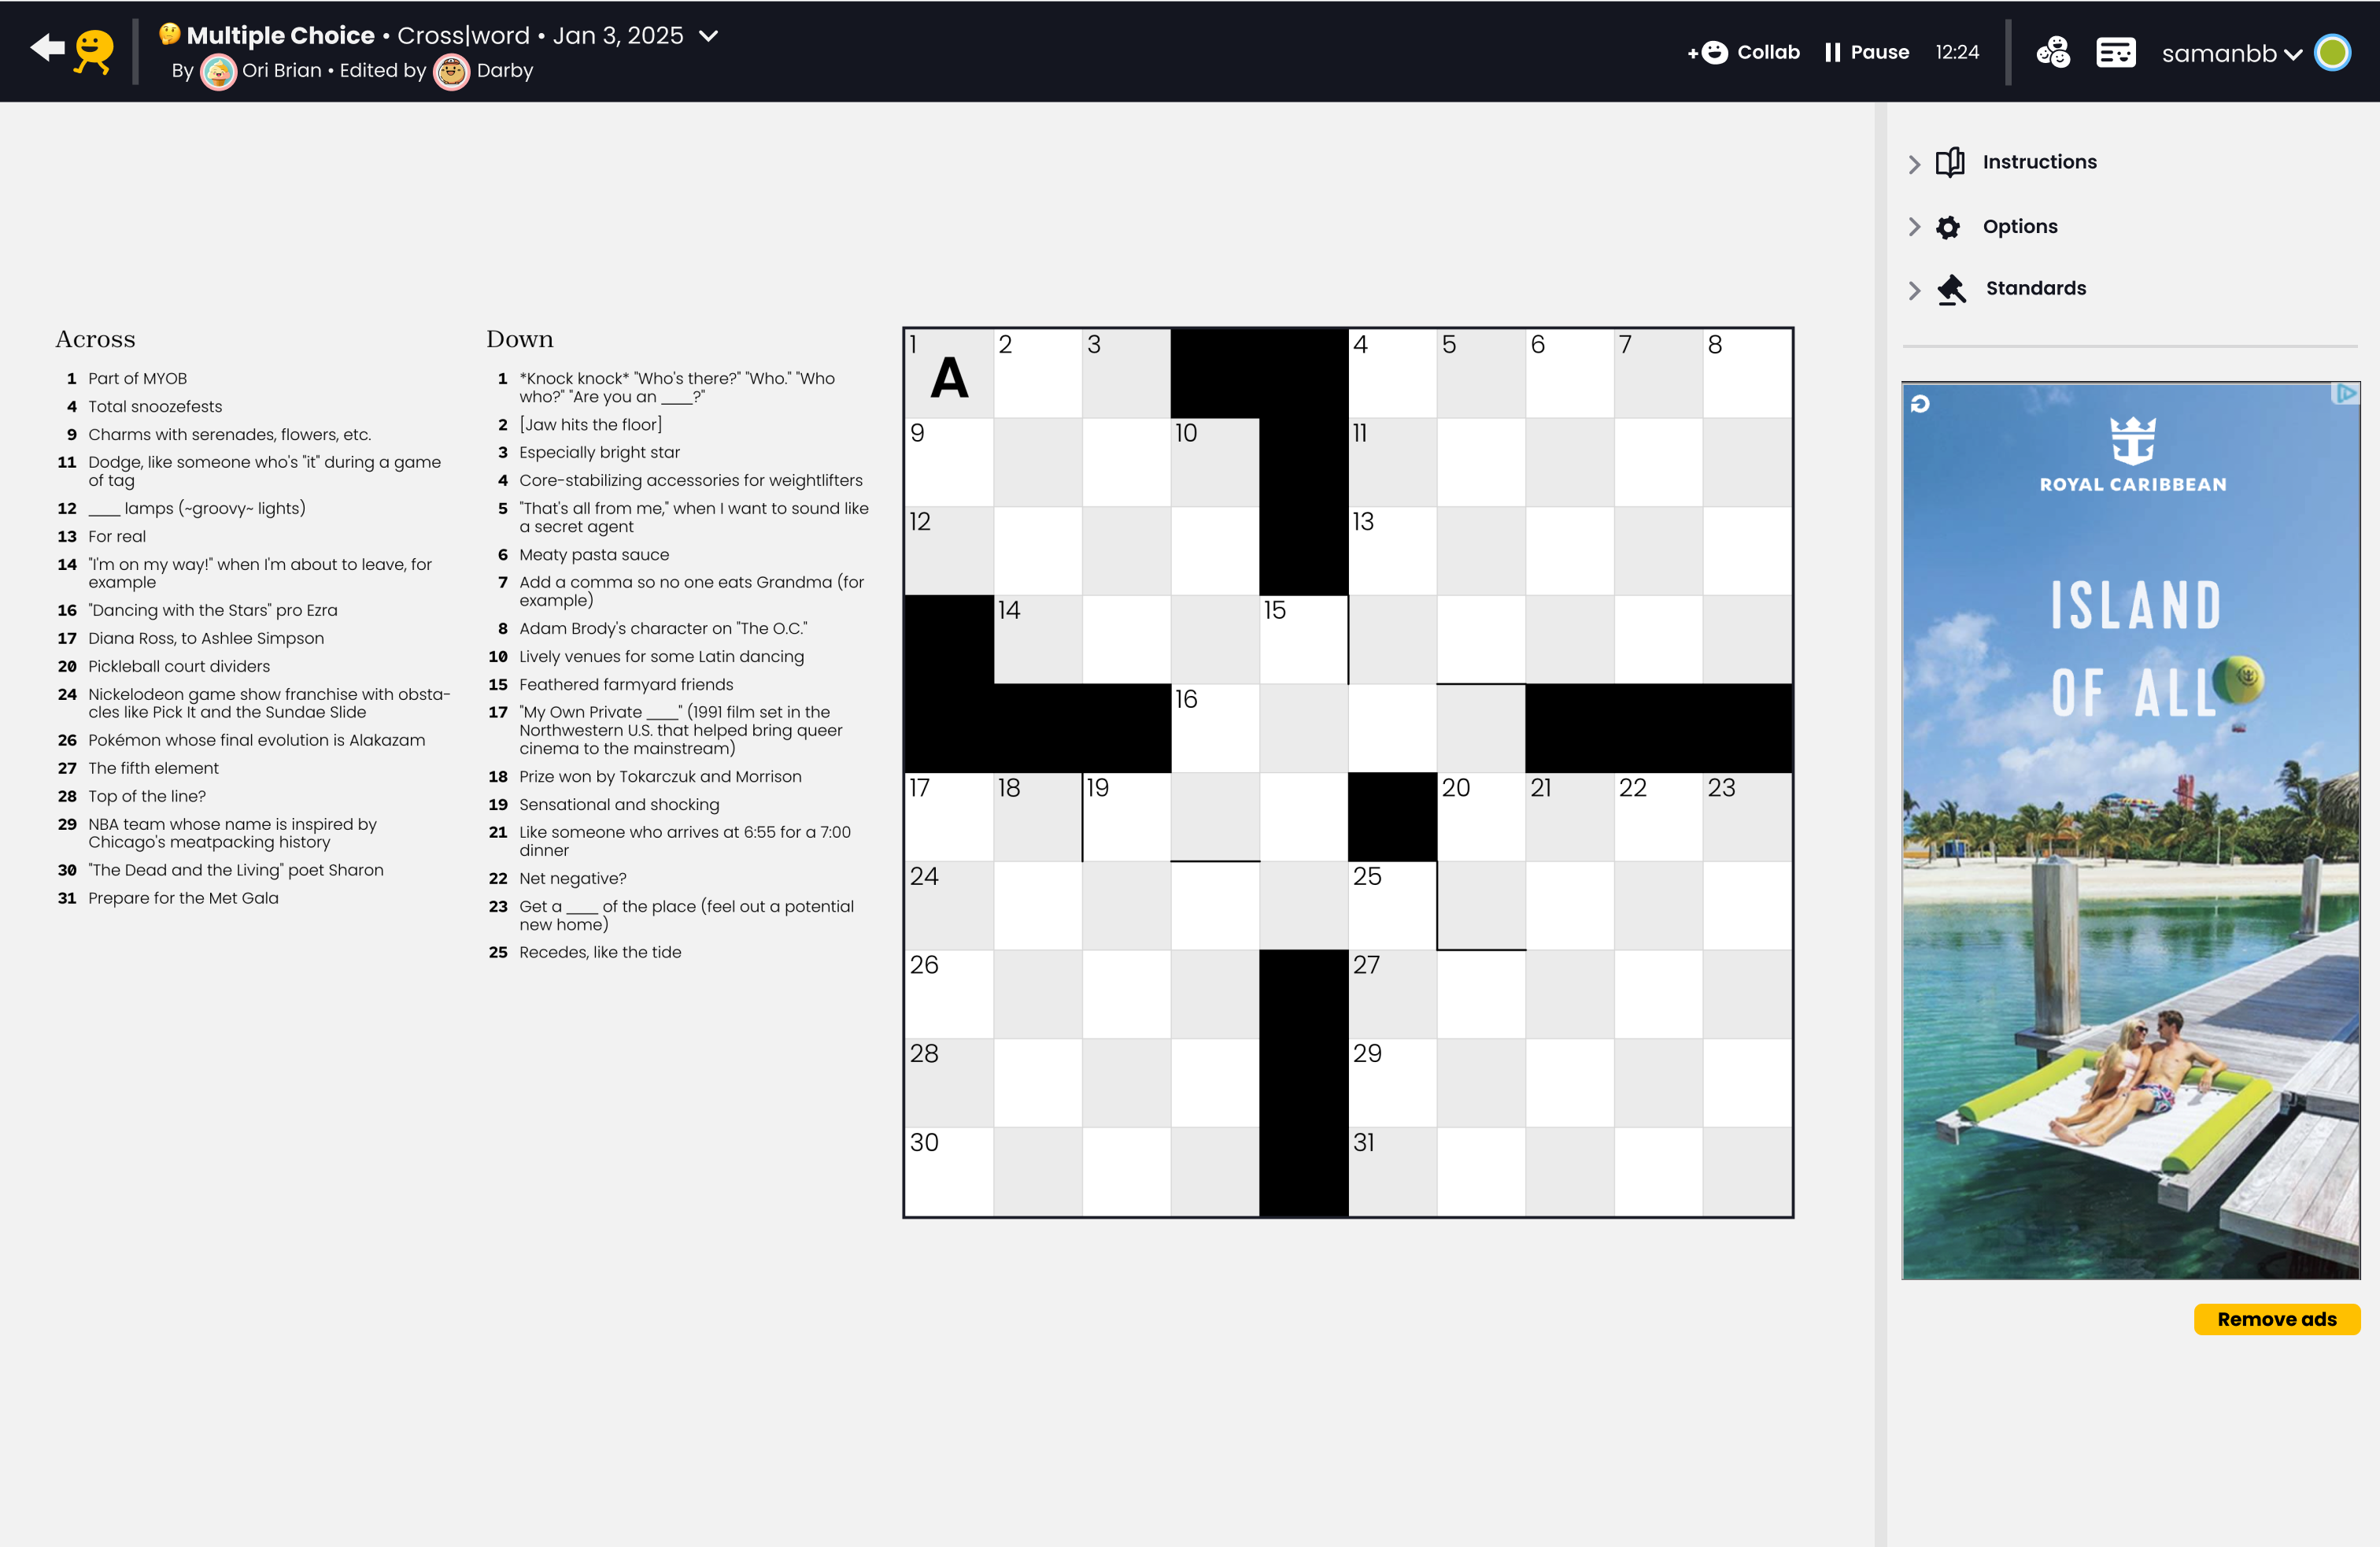 Multiple Choice • Cross|word • Jan 3, 2025
By Ori Brian • Edited by Darby
+ Collab
Pause
12:24
samanbb
Across
1 Part of MYOB
4 Total snoozefests
9 Charms with serenades, flowers, etc.
11 Dodge, like someone who's "it" during a game
of tag
12 ____ lamps (~groovy~ lights)
13 For real
14 "I'm on my way!" when I'm about to leave, for
example
16 "Dancing with the Stars" pro Ezra
17 Diana Ross, to Ashlee Simpson
20 Pickleball court dividers
24 Nickelodeon game show franchise with obsta-
cles like Pick It and the Sundae Slide
26 Pokémon whose final evolution is Alakazam
27 The fifth element
28 Top of the line?
29 NBA team whose name is inspired by
Chicago's meatpacking history
30 "The Dead and the Living" poet Sharon
31 Prepare for the Met Gala
Down
1 *Knock knock* "Who's there?" "Who." "Who
who?" "Are you an ____?"
2 [Jaw hits the floor]
3 Especially bright star
4 Core-stabilizing accessories for weightlifters
5 "That's all from me," when I want to sound like
a secret agent
6 Meaty pasta sauce
7 Add a comma so no one eats Grandma (for
example)
8 Adam Brody's character on "The O.C."
10 Lively venues for some Latin dancing
15 Feathered farmyard friends
17 "My Own Private ____" (1991 film set in the
Northwestern U.S. that helped bring queer
cinema to the mainstream)
18 Prize won by Tokarczuk and Morrison
19 Sensational and shocking
21 Like someone who arrives at 6:55 for a 7:00
dinner
22 Net negative?
23 Get a ____ of the place (feel out a potential
new home)
25 Recedes, like the tide
1 A 2 3 4 5 6 7 8
9 10 11
12 13
14 15
16
17 18 19 20 21 22 23
24 25
26 27
28 29
30 31
Instructions
Options
Standards
ROYAL CARIBBEAN
ISLAND
OF ALL
Remove ads